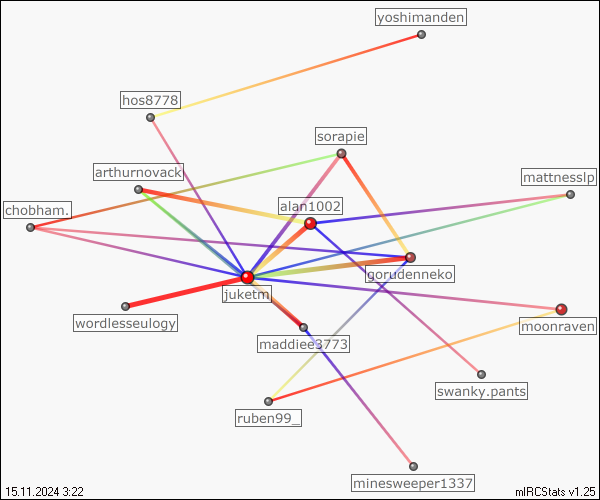 yoshimanden
hos8778
sorapie
arthurnovack
mattnesslp
alan1002
chobham.
gorudenneko
juketm
wordlesseulogy
moonraven
maddiee3773
swanky.pants
ruben99_
minesweeper1337
15.11.2024 3:22
mIRCStats v1.25